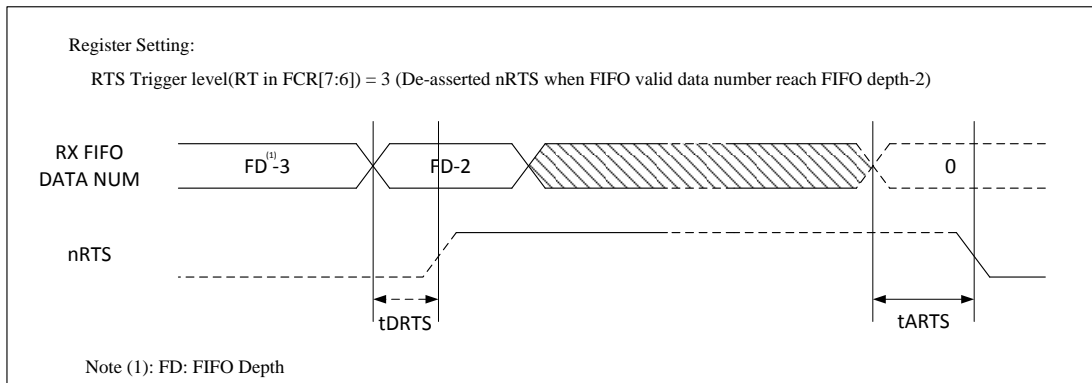 Register Setting:
RTS Trigger level(RT in FCR[7:6]) = 3 (De-asserted nRTS when FIFO valid data number reach FIFO depth-2)
RX FIFO
DATA NUM
FD(1)-3
FD-2
0
nRTS
tDRTS
tARTS
Note (1): FD: FIFO Depth